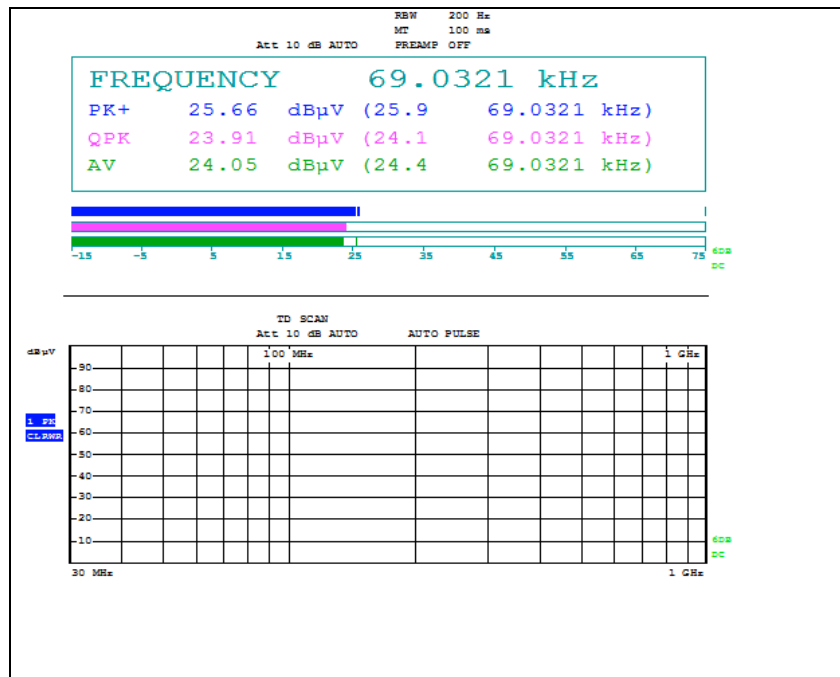 RBW 200 Hz
MT 100 ms
Att 10 dB AUTO PREAMP OFF
FREQUENCY 69.0321 kHz
PK+ 25.66 dBµV (25.9 69.0321 kHz)
QPK 23.91 dBµV (24.1 69.0321 kHz)
AV 24.05 dBµV (24.4 69.0321 kHz)
-15 -5 5 15 25 35 45 55 65 75
6DB
DC
TD SCAN
Att 10 dB AUTO AUTO PULSE
dBµV 100 MHz 1 GHz
90
80
70
1 PK
CLRWR 60
50
40
30
20
10 6DB
DC
30 MHz 1 GHz